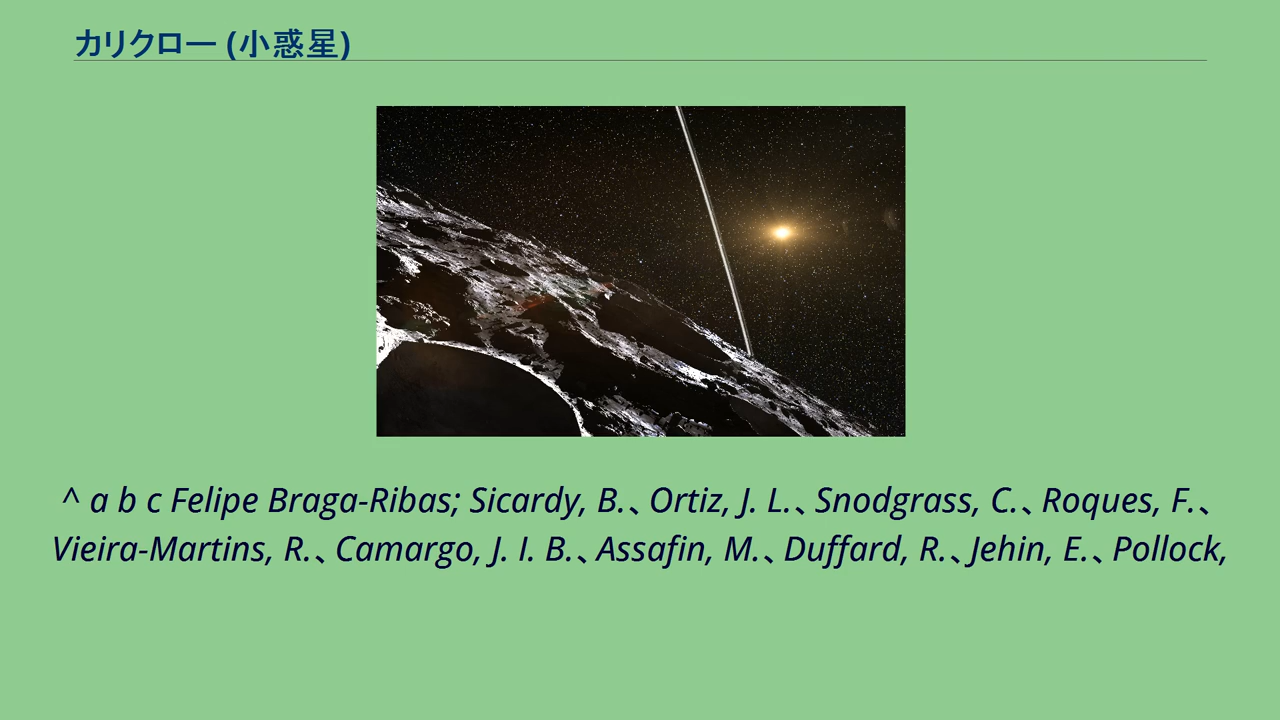 カリクロー (小惑星)
^ a b c Felipe Braga-Ribas; Sicardy, B.、Ortiz, J. L.、Snodgrass, C.、Roques, F.、
Vieira-Martins, R.、Camargo, J. I. B.、Assafin, M.、Duffard, R.、Jehin, E.、Pollock,